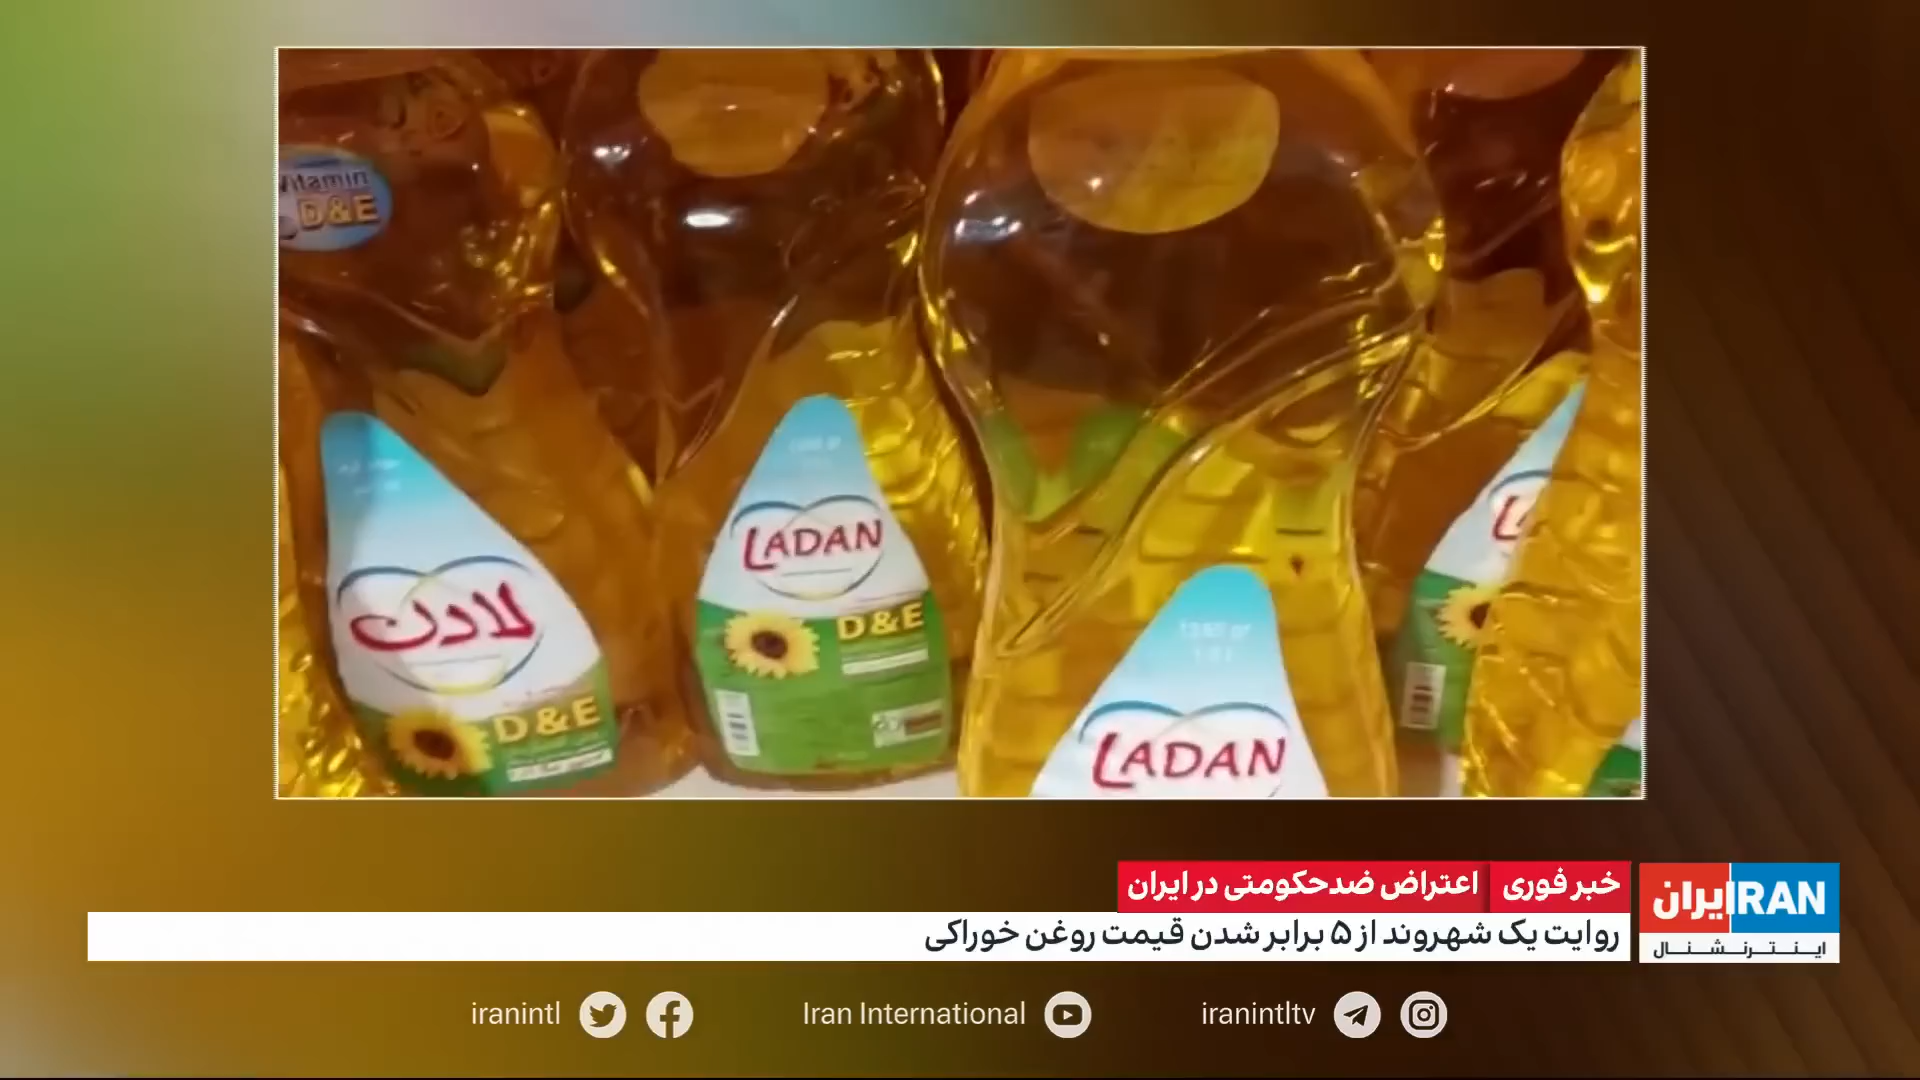 Vitamin
D&E
LADAN
D&E
لادن
D&E
LADAN
خبر فوری
اعتراض ضدحکومتی در ایران
روایت یک شهروند از ۵ برابر شدن قیمت روغن خوراکی
ایران IRAN
اینترنشنال
iranintl
Iran International
iranintltv